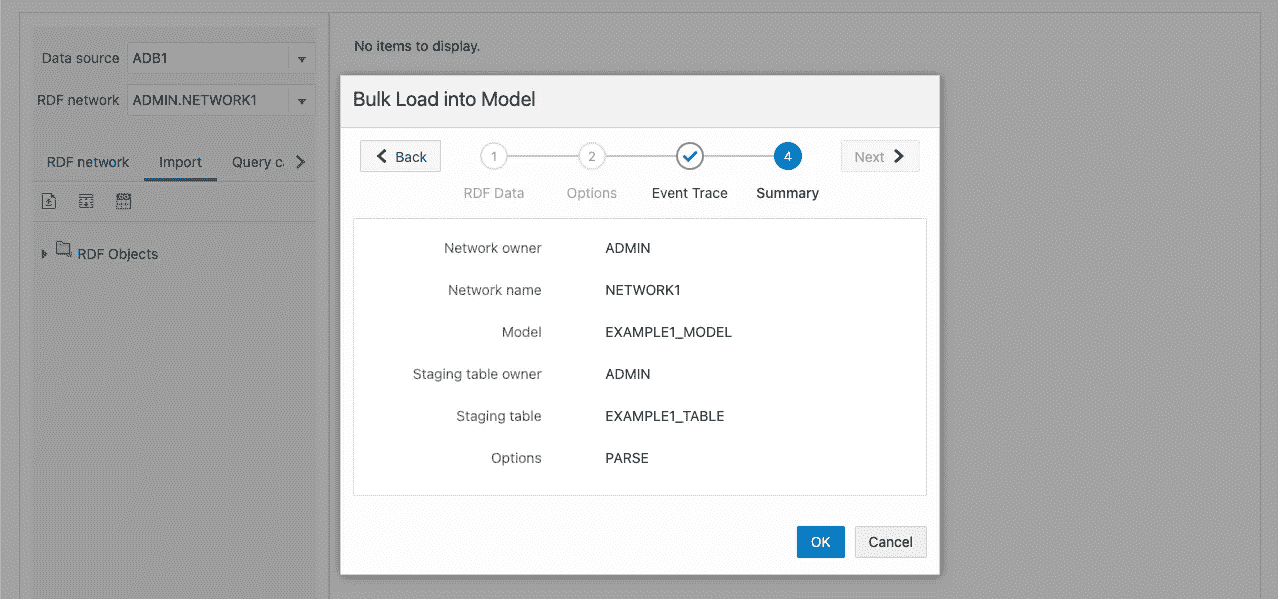 No items to display.
Data source ADB1
RDF network ADMIN.NETWORK1
RDF network Import Query c
RDF Objects
Bulk Load into Model
Back 1 2 4 Next
RDF Data Options Event Trace Summary
Network owner ADMIN
Network name NETWORK1
Model EXAMPLE1_MODEL
Staging table owner ADMIN
Staging table EXAMPLE1_TABLE
Options PARSE
OK Cancel